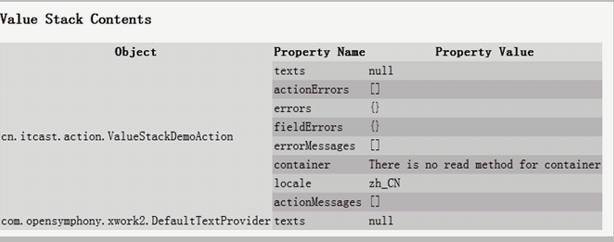 Value Stack Contents
Object Property Name Property Value
texts null
actionErrors []
errors {}
fieldErrors {}
cn.itcast.action.ValueStackDemoAction
errorMessages []
container There is no read method for container
locale zh_CN
actionMessages []
com.opensymphony.xwork2.DefaultTextProvider texts null